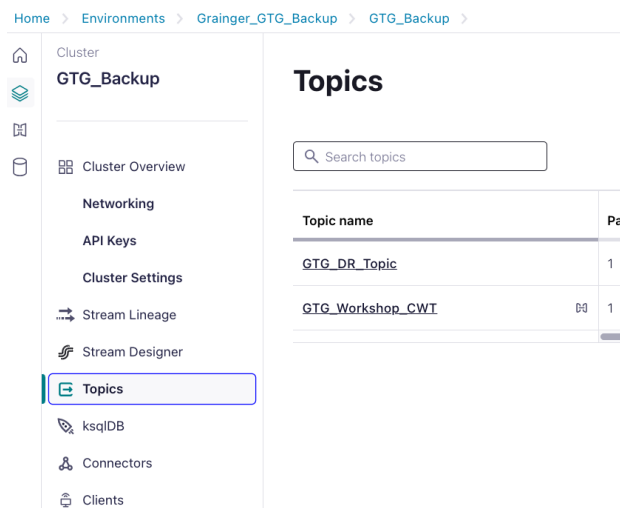 Home > Environments > Grainger_GTG_Backup > GTG_Backup >
Cluster
GTG_Backup
Cluster Overview
Networking
API Keys
Cluster Settings
Stream Lineage
Stream Designer
Topics
ksqlDB
Connectors
Clients
Topics
Search topics
Topic name Pa
GTG_DR_Topic 1
GTG_Workshop_CWT 1